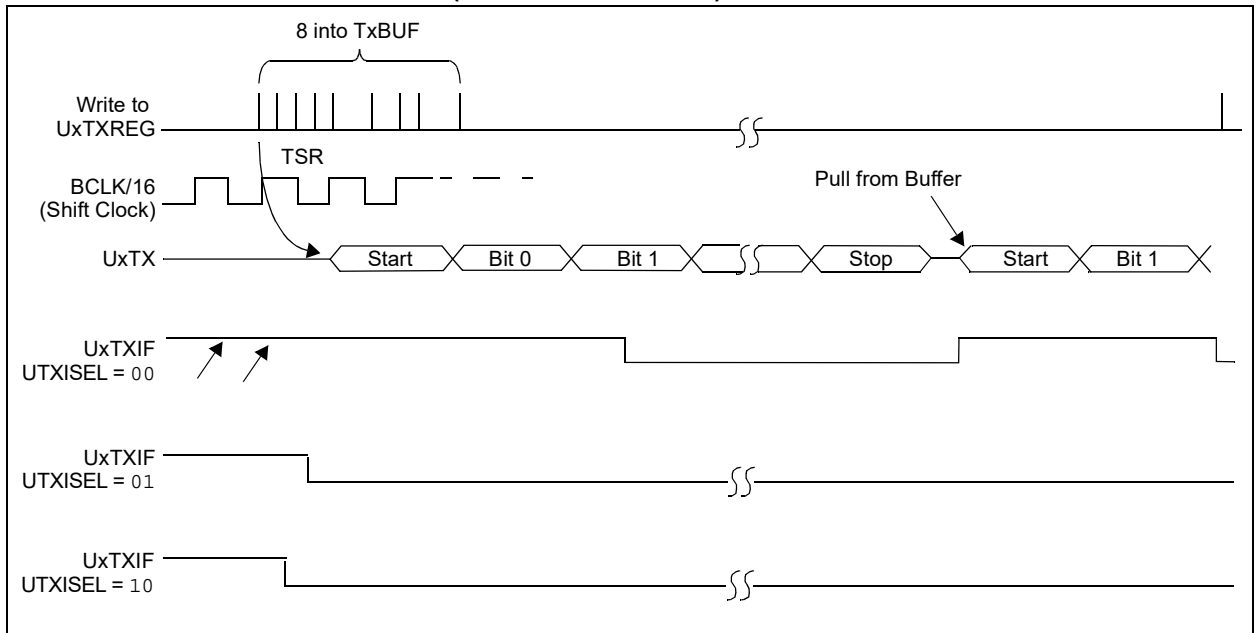 8 into TxBUF
Write to
UxTXREG
TSR
BCLK/16
(Shift Clock)
Pull from Buffer
UxTX
Start
Bit 0
Bit 1
Stop
Start
Bit 1
UxTXIF
UTXISEL = 00
UxTXIF
UTXISEL = 01
UxTXIF
UTXISEL = 10